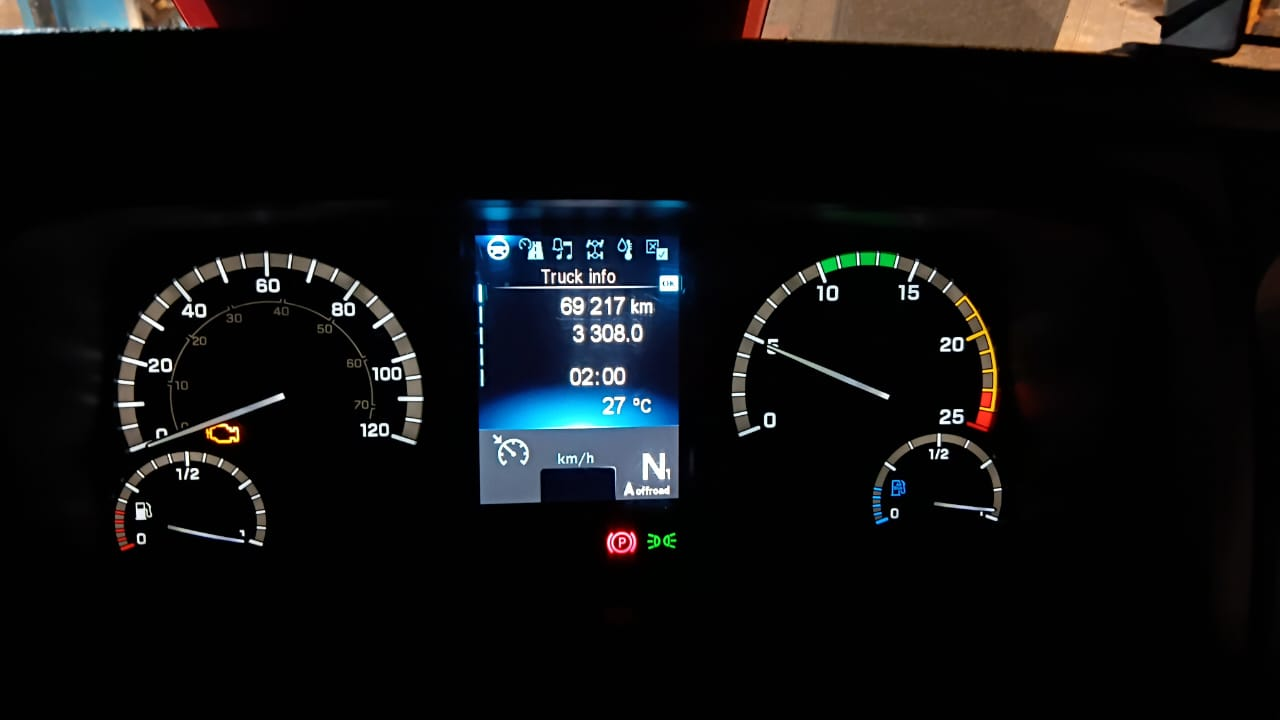 Truck info
OK
69 217 km
3 308.0
02:00
27 °C
km/h
N1
A offroad
0 20 40 60 80 100 120
0 10 20 30 40 50 60 70
0 1/2 1
0 5 10 15 20 25
0 1/2
P